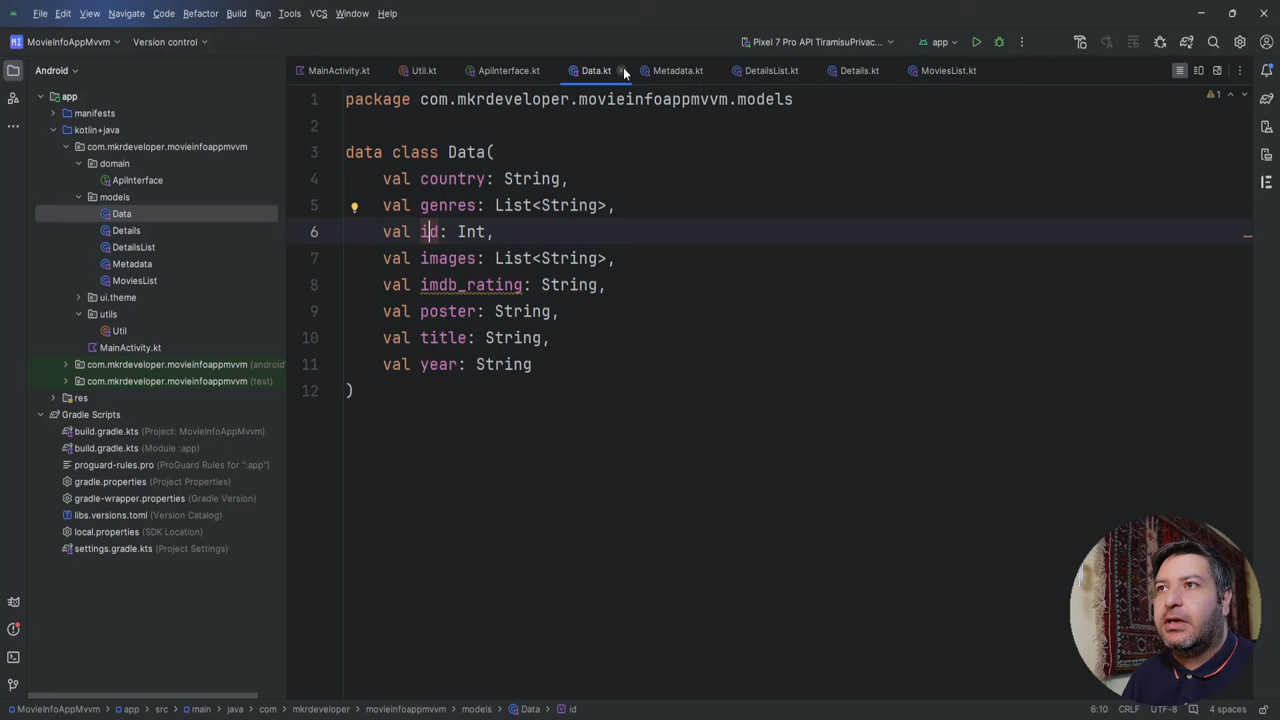 File Edit View Navigate Code Refactor Build Run Tools VCS Window Help
MI MovieInfoAppMvvm Version control Pixel 7 Pro API TiramisuPrivac... app
Android
MainActivity.kt Util.kt ApiInterface.kt Data.kt Metadata.kt DetailsList.kt Details.kt MoviesList.kt
app
manifests
kotlin+java
com.mkrdeveloper.movieinfoappmvvm
domain
ApiInterface
models
Data
Details
DetailsList
Metadata
MoviesList
ui.theme
utils
Util
MainActivity.kt
com.mkrdeveloper.movieinfoappmvvm (android
com.mkrdeveloper.movieinfoappmvvm (test)
res
Gradle Scripts
build.gradle.kts (Project: MovieInfoAppMvvm)
build.gradle.kts (Module :app)
proguard-rules.pro (ProGuard Rules for ":app")
gradle.properties (Project Properties)
gradle-wrapper.properties (Gradle Version)
libs.versions.toml (Version Catalog)
local.properties (SDK Location)
settings.gradle.kts (Project Settings)
1 package com.mkrdeveloper.movieinfoappmvvm.models
2
3 data class Data(
4 val country: String,
5 val genres: List<String>,
6 val id: Int,
7 val images: List<String>,
8 val imdb_rating: String,
9 val poster: String,
10 val title: String,
11 val year: String
12 )
1
MovieInfoAppMvvm > app > src > main > java > com > mkrdeveloper > movieinfoappmvvm > models > Data > id
6:10 CRLF UTF-8 4 spaces